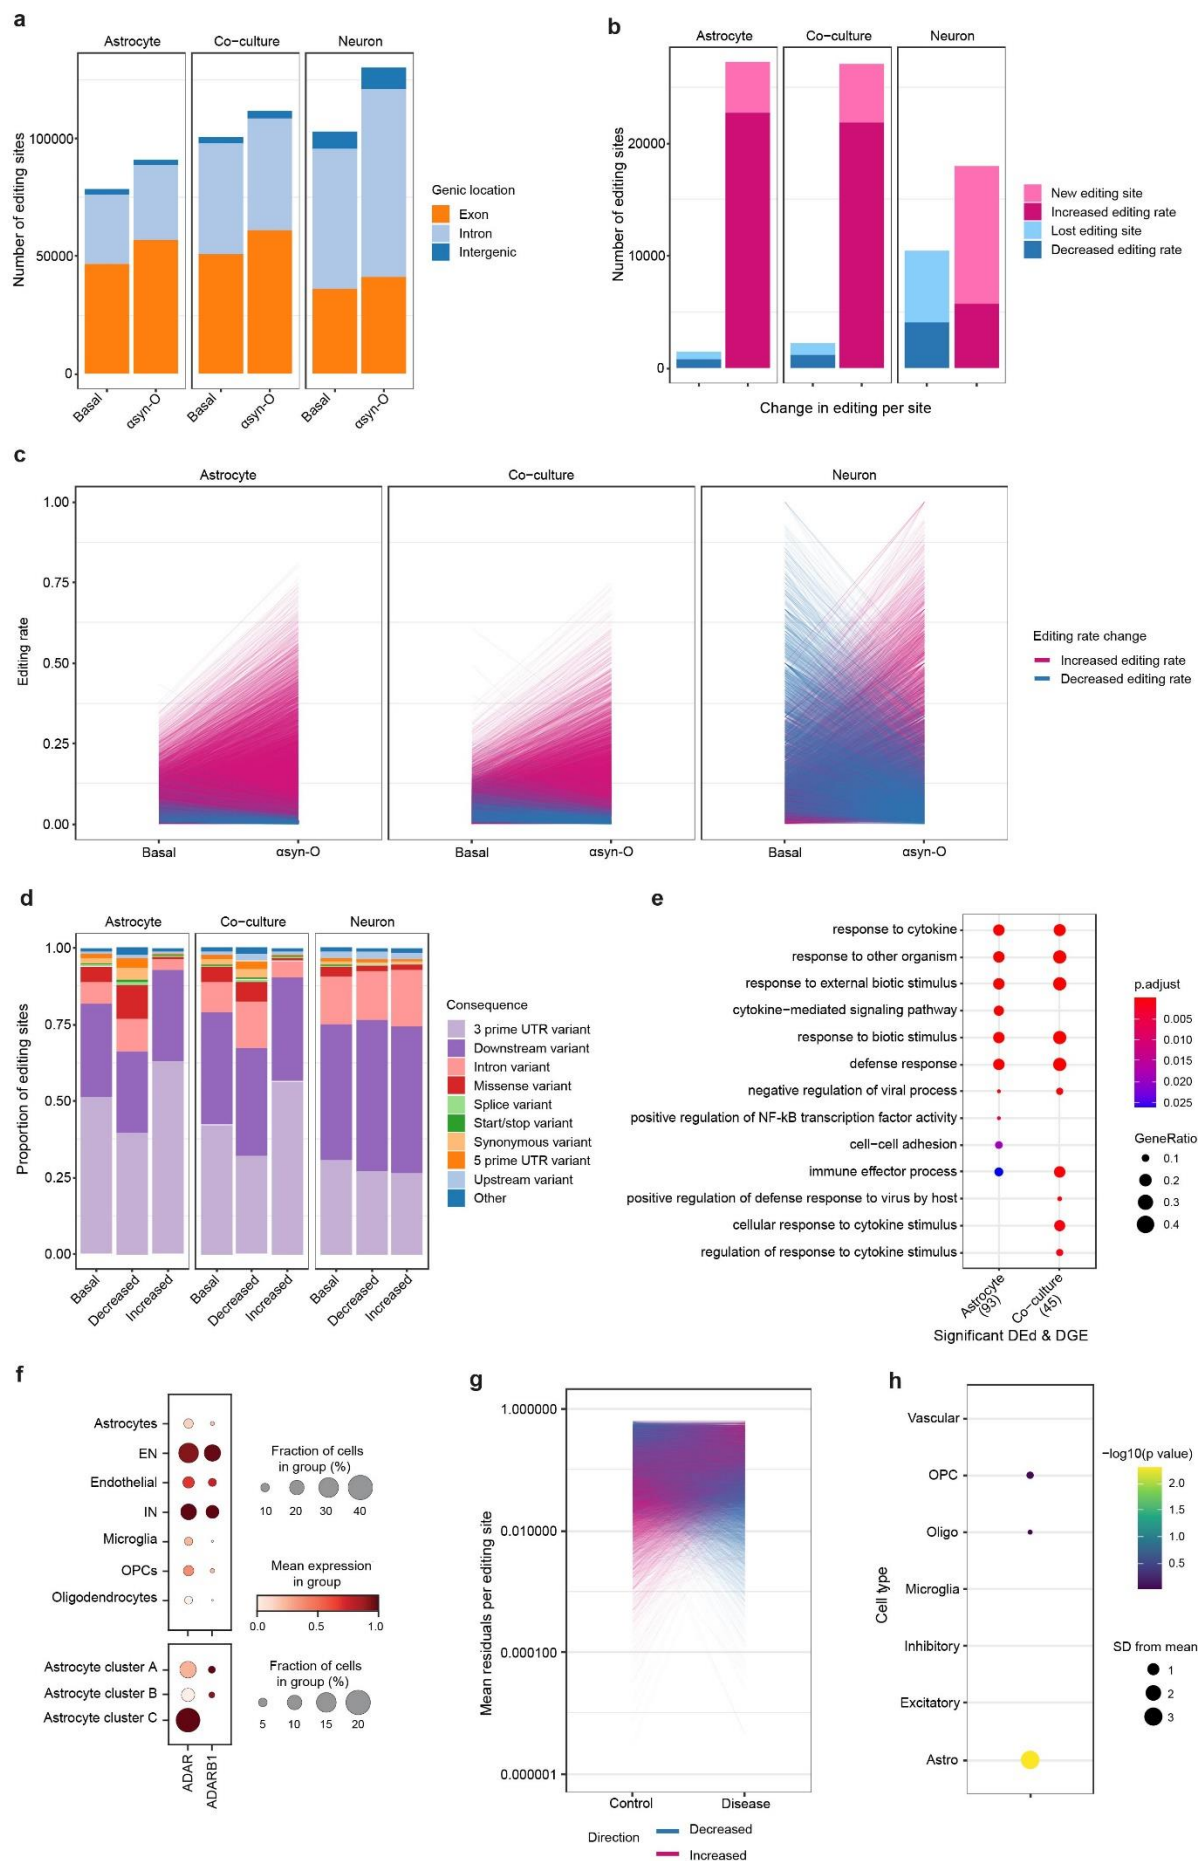 a
Astrocyte
Co-culture
Neuron
Number of editing sites
100000
50000
0
Basal
αsyn-O
Basal
αsyn-O
Basal
αsyn-O
Genic location
Exon
Intron
Intergenic
b
Astrocyte
Co-culture
Neuron
Number of editing sites
20000
10000
0
Change in editing per site
New editing site
Increased editing rate
Lost editing site
Decreased editing rate
c
Astrocyte
Co-culture
Neuron
Editing rate
1.00
0.75
0.50
0.25
0.00
Basal
αsyn-O
Basal
αsyn-O
Basal
αsyn-O
Editing rate change
Increased editing rate
Decreased editing rate
d
Astrocyte
Co-culture
Neuron
Proportion of editing sites
1.00
0.75
0.50
0.25
0.00
Basal
Decreased
Increased
Basal
Decreased
Increased
Basal
Decreased
Increased
Consequence
3 prime UTR variant
Downstream variant
Intron variant
Missense variant
Splice variant
Start/stop variant
Synonymous variant
5 prime UTR variant
Upstream variant
Other
e
response to cytokine
response to other organism
response to external biotic stimulus
cytokine-mediated signaling pathway
response to biotic stimulus
defense response
negative regulation of viral process
positive regulation of NF-kB transcription factor activity
cell-cell adhesion
immune effector process
positive regulation of defense response to virus by host
cellular response to cytokine stimulus
regulation of response to cytokine stimulus
Astrocyte
(93)
Co-culture
(45)
Significant DEd & DGE
p.adjust
0.005
0.010
0.015
0.020
0.025
GeneRatio
0.1
0.2
0.3
0.4
f
Astrocytes
EN
Endothelial
IN
Microglia
OPCs
Oligodendrocytes
Fraction of cells
in group (%)
10 20 30 40
Mean expression
in group
0.0 0.5 1.0
Astrocyte cluster A
Astrocyte cluster B
Astrocyte cluster C
Fraction of cells
in group (%)
5 10 15 20
ADAR
ADARB1
g
Mean residuals per editing site
1.000000
0.010000
0.000100
0.000001
Control
Disease
Direction
Decreased
Increased
h
Cell type
Vascular
OPC
Oligo
Microglia
Inhibitory
Excitatory
Astro
−log10(p value)
2.0
1.5
1.0
0.5
SD from mean
1
2
3